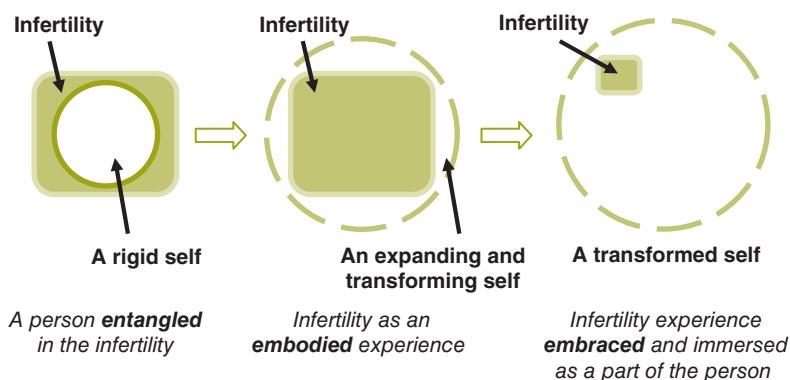 Infertility
A rigid self
A person entangled
in the infertility
Infertility
An expanding and
transforming self
Infertility as an
embodied experience
Infertility
A transformed self
Infertility experience
embraced and immersed
as a part of the person